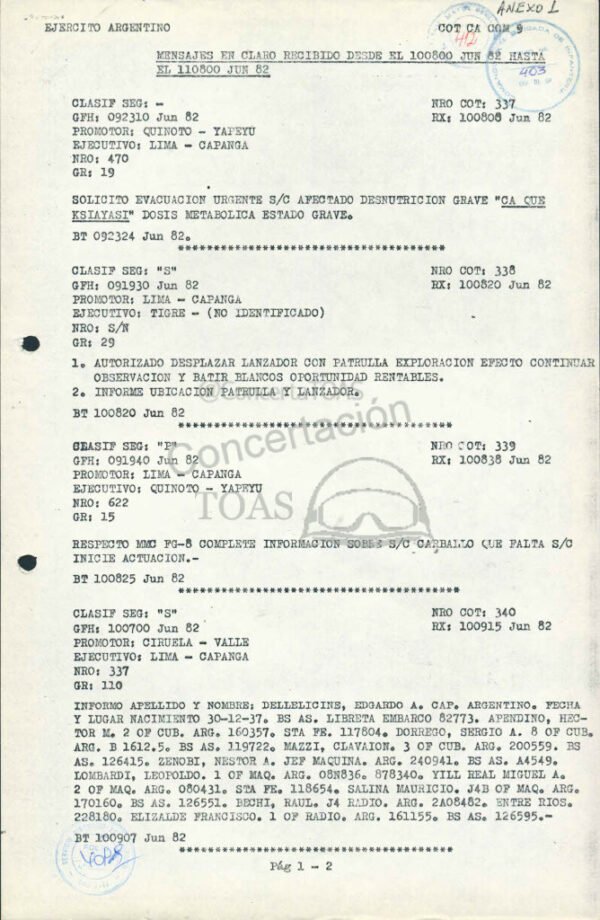 ANEXO 1
EJERCITO ARGENTINO
COT CA COM 9
412
403
MENSAJES EN CLARO RECIBIDO DESDE EL 100800 JUN 82 HASTA
EL 110800 JUN 82
CLASIF SEG: -
NRO COT: 337
GFH: 092310 Jun 82
RX: 100808 Jun 82
PROMOTOR: QUINOTO - YAPEYU
EJECUTIVO: LIMA - CAPANGA
NRO: 470
GR: 19
SOLICITO EVACUACION URGENTE S/C AFECTADO DESNUTRICION GRAVE "CA QUE
KSIAYASI" DOSIS METABOLICA ESTADO GRAVE.
BT 092324 Jun 82.
****************************************
CLASIF SEG: "S"
NRO COT: 338
GFH: 091930 Jun 82
RX: 100820 Jun 82
PROMOTOR: LIMA - CAPANGA
EJECUTIVO: TIGRE - (NO IDENTIFICADO)
NRO: S/N
GR: 29
1. AUTORIZADO DESPLAZAR LANZADOR CON PATRULLA EXPLORACION EFECTO CONTINUAR
OBSERVACION Y BATIR BLANCOS OPORTUNIDAD RENTABLES.
2. INFORME UBICACION PATRULLA Y LANZADOR.
@ConcertaTOAS
BT 100820 Jun 82
****************************************
Concertación
CLASIF SEG: "P"
NRO COT: 339
GFH: 091940 Jun 82
RX: 100838 Jun 82
PROMOTOR: LIMA - CAPANGA
EJECUTIVO: QUINOTO - YAPEYU
NRO: 622
TOAS
GR: 15
RESPECTO MMC FG-8 COMPLETE INFORMACION SOBRE S/C CARBALLO QUE FALTA S/C
INICIE ACTUACION.-
BT 100825 Jun 82
****************************************
CLASIF SEG: "S"
NRO COT: 340
GFH: 100700 Jun 82
RX: 100915 Jun 82
PROMOTOR: CIRUELA - VALLE
EJECUTIVO: LIMA - CAPANGA
NRO: 337
GR: 110
INFORMO APELLIDO Y NOMBRE; DELLELICINE, EDGARDO A. CAP. ARGENTINO. FECHA
Y LUGAR NACIMIENTO 30-12-37. BS AS. LIBRETA EMBARCO 82773. APENDINO, HEC-
TOR M. 2 OF CUB. ARG. 160357. STA FE. 117804. DORREGO, SERGIO A. 8 OF CUB.
ARG. B 1612.5. BS AS. 119722. MAZZI, CLAVAION. 3 OF CUB. ARG. 200559. BS
AS. 126415. ZENOBI, NESTOR A. JEF MAQUINA. ARG. 240941. BS AS. A4549.
LOMBARDI, LEOPOLDO. 1 OF MAQ. ARG. 08N836. 878340. YILL REAL MIGUEL A.
2 OF MAQ. ARG. 080431. STA FE. 118654. SALINA MAURICIO. J4B OF MAQ. ARG.
170160. BS AS. 126551. BECHI, RAUL. J4 RADIO. ARG. 2A08482. ENTRE RIOS.
228180. ELIZALDE FRANCISCO. 1 OF RADIO. ARG. 161155. BS AS. 126595.-
BT 100907 Jun 82
****************************************
Pág 1 - 2